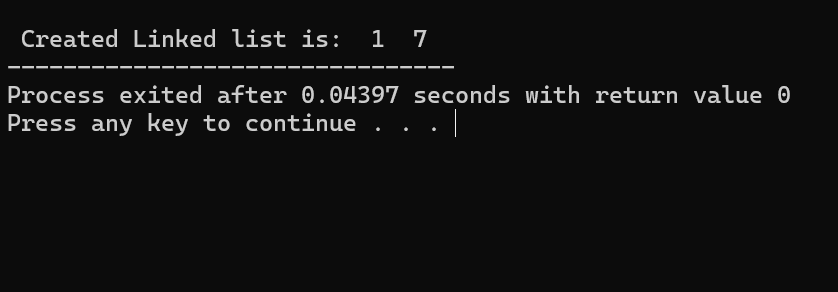 Created Linked list is:  1  7
--------------------------------
Process exited after 0.04397 seconds with return value 0
Press any key to continue . . .